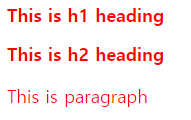 This is h1 heading
This is h2 heading
This is paragraph